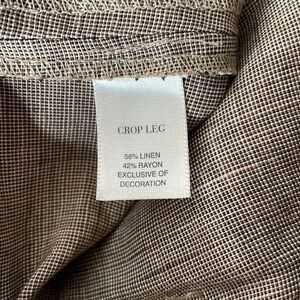 CROP LEG
58% LINEN
42% RAYON
EXCLUSIVE OF
DECORATION